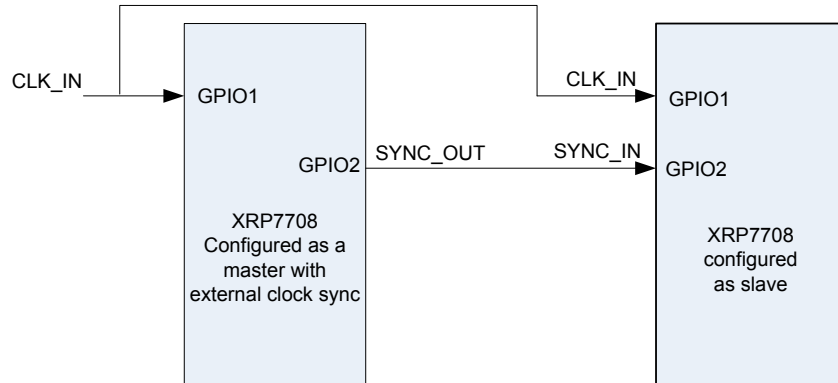 CLK_IN
GPIO1
GPIO2
XRP7708
Configured as a
master with
external clock sync
SYNC_OUT
CLK_IN
SYNC_IN
GPIO1
GPIO2
XRP7708
configured
as slave